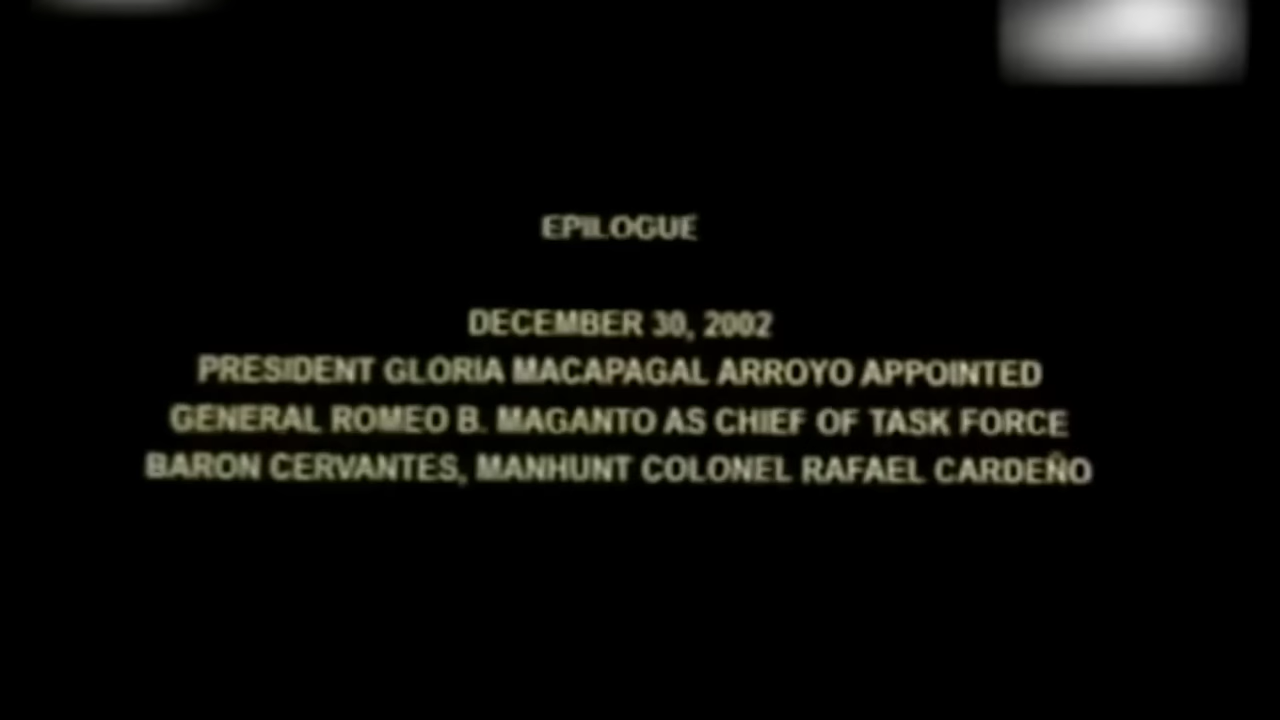 EPILOGUE
DECEMBER 30, 2002
PRESIDENT GLORIA MACAPAGAL ARROYO APPOINTED
GENERAL ROMEO B. MAGANTO AS CHIEF OF TASK FORCE
BARON CERVANTES, MANHUNT COLONEL RAFAEL CARDEÑO